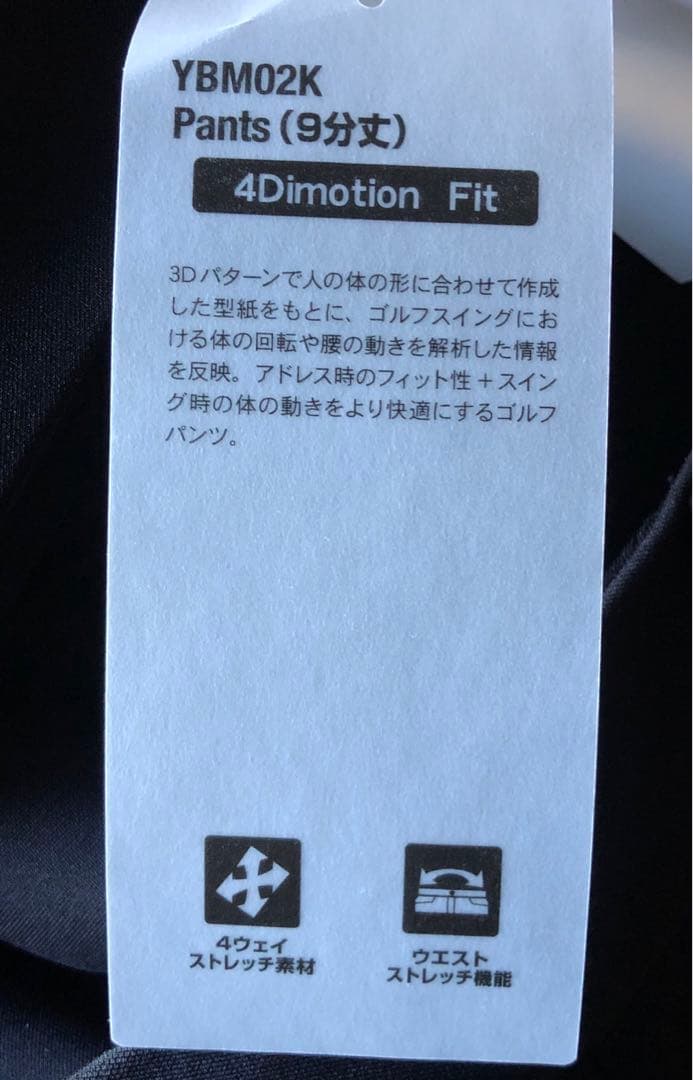 YBM02K
Pants（9分丈）
4Dimotion Fit
3Dパターンで人の体の形に合わせて作成
した型紙をもとに、ゴルフスイングにお
ける体の回転や腰の動きを解析した情報
を反映。アドレス時のフィット性＋スイン
グ時の体の動きをより快適にするゴルフ
パンツ。
4ウェイ
ストレッチ素材
ウエスト
ストレッチ機能